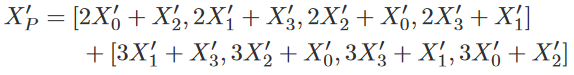 X′_P = [2X′_0 + X′_2, 2X′_1 + X′_3, 2X′_2 + X′_0, 2X′_3 + X′_1]
+ [3X′_1 + X′_3, 3X′_2 + X′_0, 3X′_3 + X′_1, 3X′_0 + X′_2]